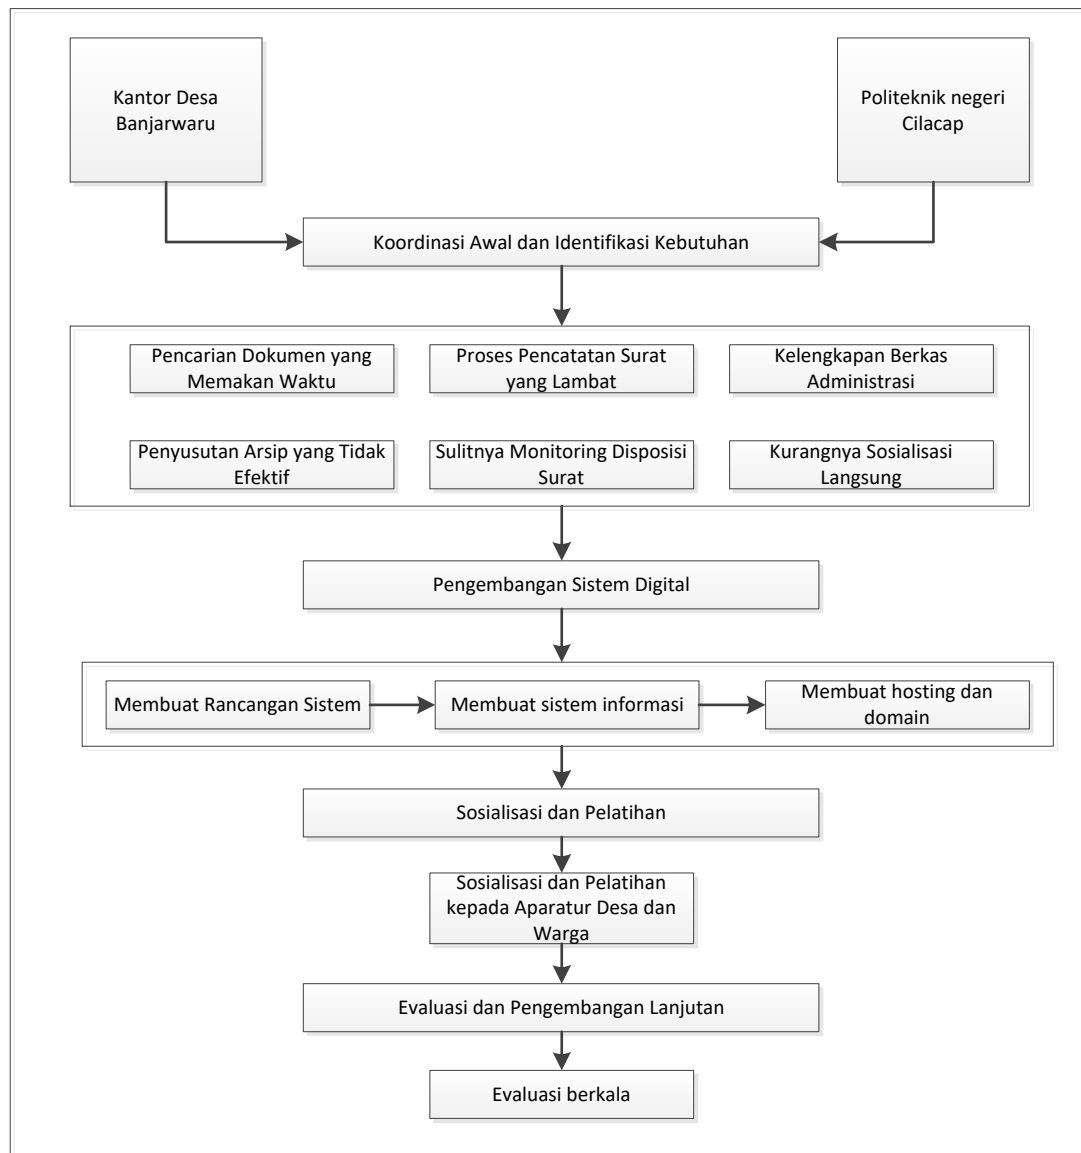 Kantor Desa
Banjarwaru
Politeknik negeri
Cilacap
Koordinasi Awal dan Identifikasi Kebutuhan
Pencarian Dokumen yang
Memakan Waktu
Proses Pencatatan Surat
yang Lambat
Kelengkapan Berkas
Administrasi
Penyusutan Arsip yang Tidak
Efektif
Sulitnya Monitoring Disposisi
Surat
Kurangnya Sosialisasi
Langsung
Pengembangan Sistem Digital
Membuat Rancangan Sistem
Membuat sistem informasi
Membuat hosting dan
domain
Sosialisasi dan Pelatihan
Sosialisasi dan Pelatihan
kepada Aparatur Desa dan
Warga
Evaluasi dan Pengembangan Lanjutan
Evaluasi berkala